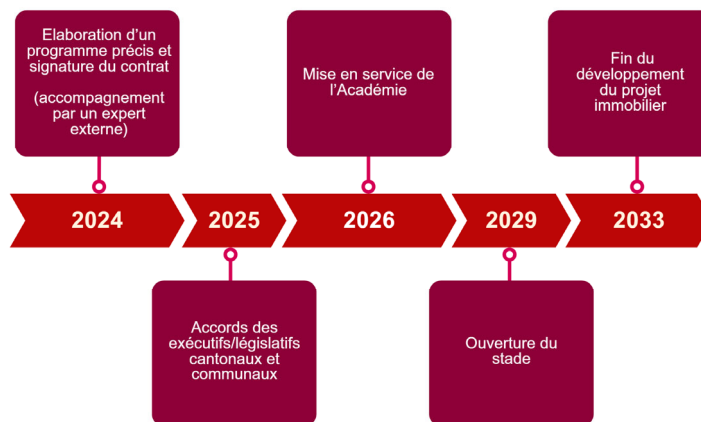 Elaboration d'un
programme précis et
signature du contrat
(accompagnement
par un expert
externe)
Mise en service de
l'Académie
Fin du
développement
du projet
immobilier
2024
2025
2026
2029
2033
Accords des
exécutifs/législatifs
cantonaux et
communaux
Ouverture du
stade